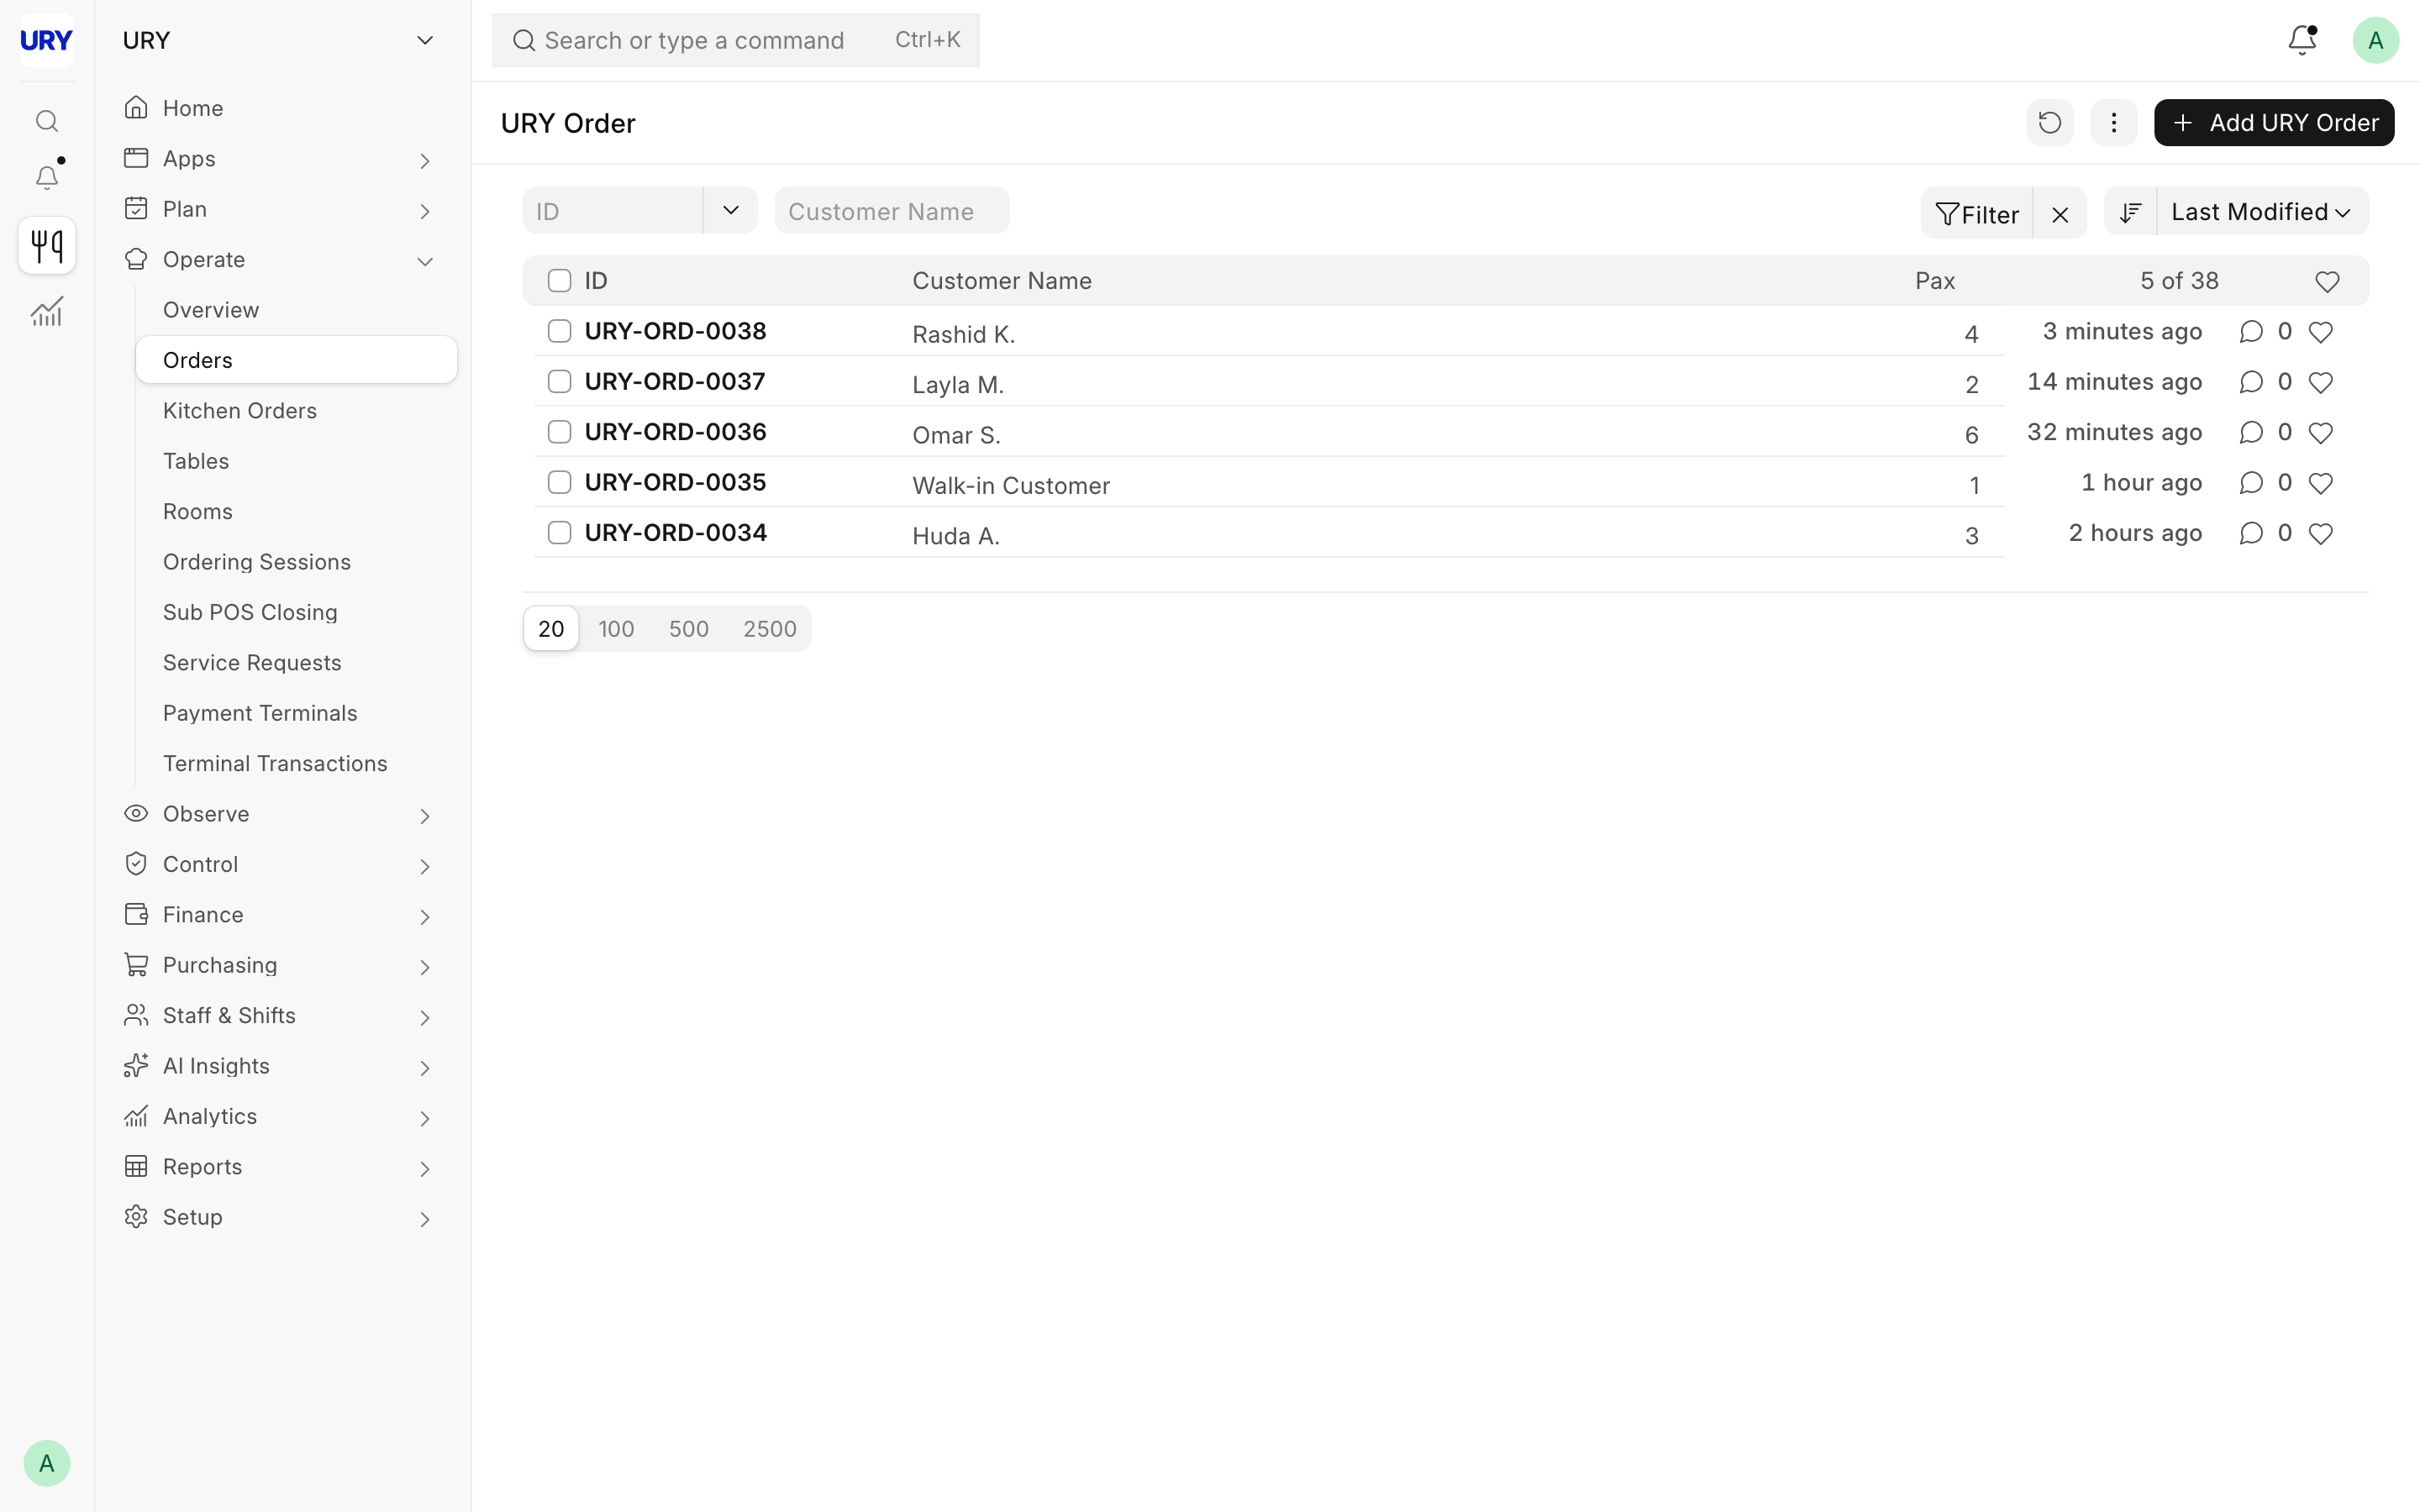 URY
URY
Search or type a command
Ctrl+K
A
Home
Apps
Plan
Operate
Overview
Orders
Kitchen Orders
Tables
Rooms
Ordering Sessions
Sub POS Closing
Service Requests
Payment Terminals
Terminal Transactions
Observe
Control
Finance
Purchasing
Staff & Shifts
AI Insights
Analytics
Reports
Setup
A
URY Order
Add URY Order
ID
Customer Name
Filter
Last Modified
ID Customer Name Pax 5 of 38
URY-ORD-0038 Rashid K. 4 3 minutes ago 0
URY-ORD-0037 Layla M. 2 14 minutes ago 0
URY-ORD-0036 Omar S. 6 32 minutes ago 0
URY-ORD-0035 Walk-in Customer 1 1 hour ago 0
URY-ORD-0034 Huda A. 3 2 hours ago 0
20 100 500 2500